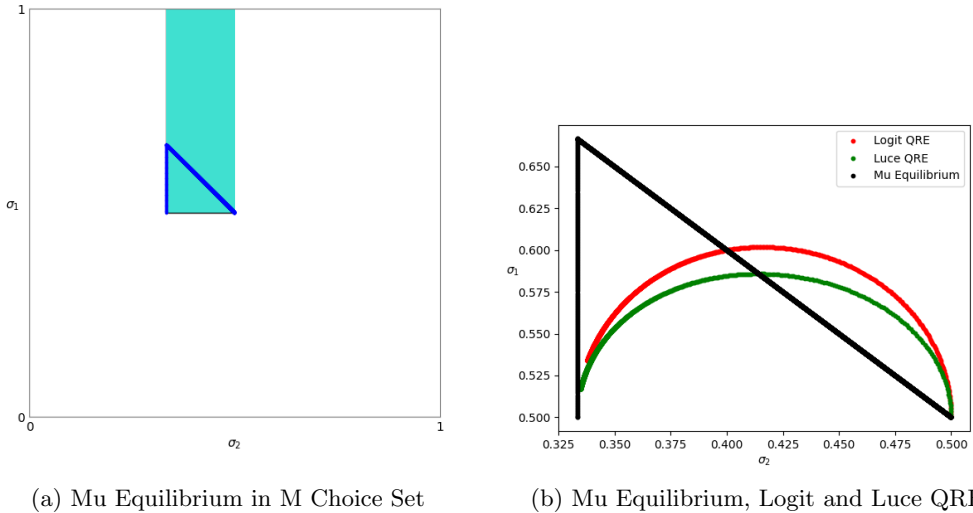 1
σ1
0
0
1
σ2
(a) Mu Equilibrium in M Choice Set
Logit QRE
Luce QRE
Mu Equilibrium
0.650
0.625
0.600
σ1
0.575
0.550
0.525
0.500
0.325 0.350 0.375 0.400 0.425 0.450 0.475 0.500
σ2
(b) Mu Equilibrium, Logit and Luce QRE